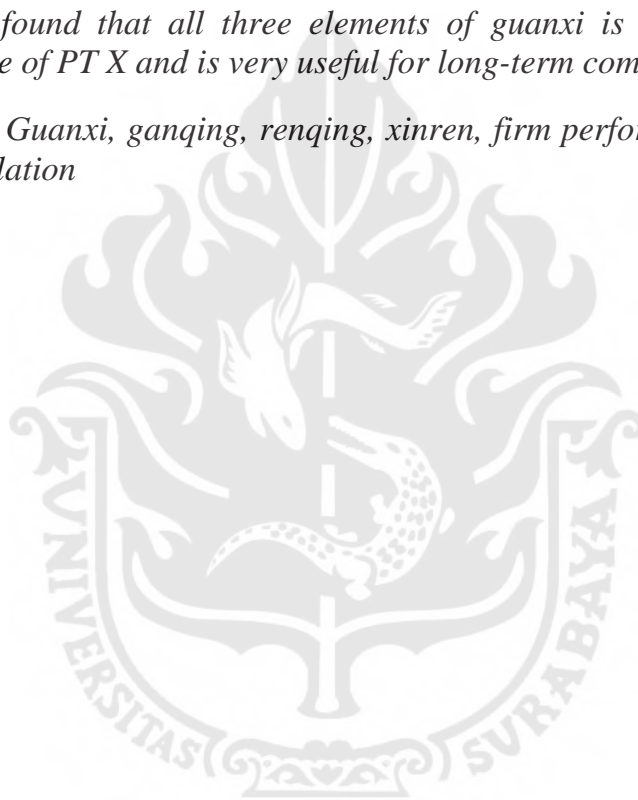 found that all three elements of guanxi is
e of PT X and is very useful for long-term com
Guanxi, ganqing, renqing, xinren, firm perfor
lation
UNIVERSITAS SURABAYA